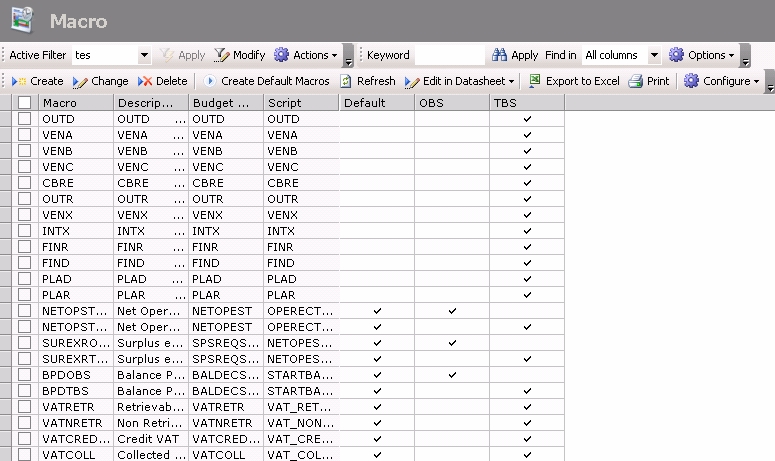 Macro
Active Filter tes Apply Modify Actions Keyword Apply Find in All columns Options
Create Change Delete Create Default Macros Refresh Edit in Datasheet Export to Excel Print Configure
Macro Descrip... Budget ... Script Default OBS TBS
OUTD OUTD ... OUTD OUTD ✓
VENA VENA ... VENA VENA ✓
VENB VENB ... VENB VENB ✓
VENC VENC ... VENC VENC ✓
CBRE CBRE ... CBRE CBRE ✓
OUTR OUTR ... OUTR OUTR ✓
VENX VENX ... VENX VENX ✓
INTX INTX ... INTX INTX ✓
FINR FINR ... FINR FINR ✓
FIND FIND ... FIND FIND ✓
PLAD PLAD ... PLAD PLAD ✓
PLAR PLAR ... PLAR PLAR ✓
NETOPST... Net Oper... NETOPEST OPERECT... ✓ ✓
NETOPST... Net Oper... NETOPEST OPERECT... ✓ ✓
SUREXRO... Surplus e... SPSREQS... NETOPES... ✓ ✓
SUREXRT... Surplus e... SPSREQS... NETOPES... ✓ ✓
BPDOBS Balance P... BALDECS... STARTBA... ✓ ✓
BPDTBS Balance P... BALDECS... STARTBA... ✓ ✓
VATRETR Retrievab... VATRETR VAT_RET... ✓ ✓
VATNRETR Non Retri... VATNRETR VAT_NON... ✓ ✓
VATCRED... Credit VAT VATCRED... VAT_CRE... ✓ ✓
VATCOLL Collected ... VATCOLL VAT_COL... ✓ ✓